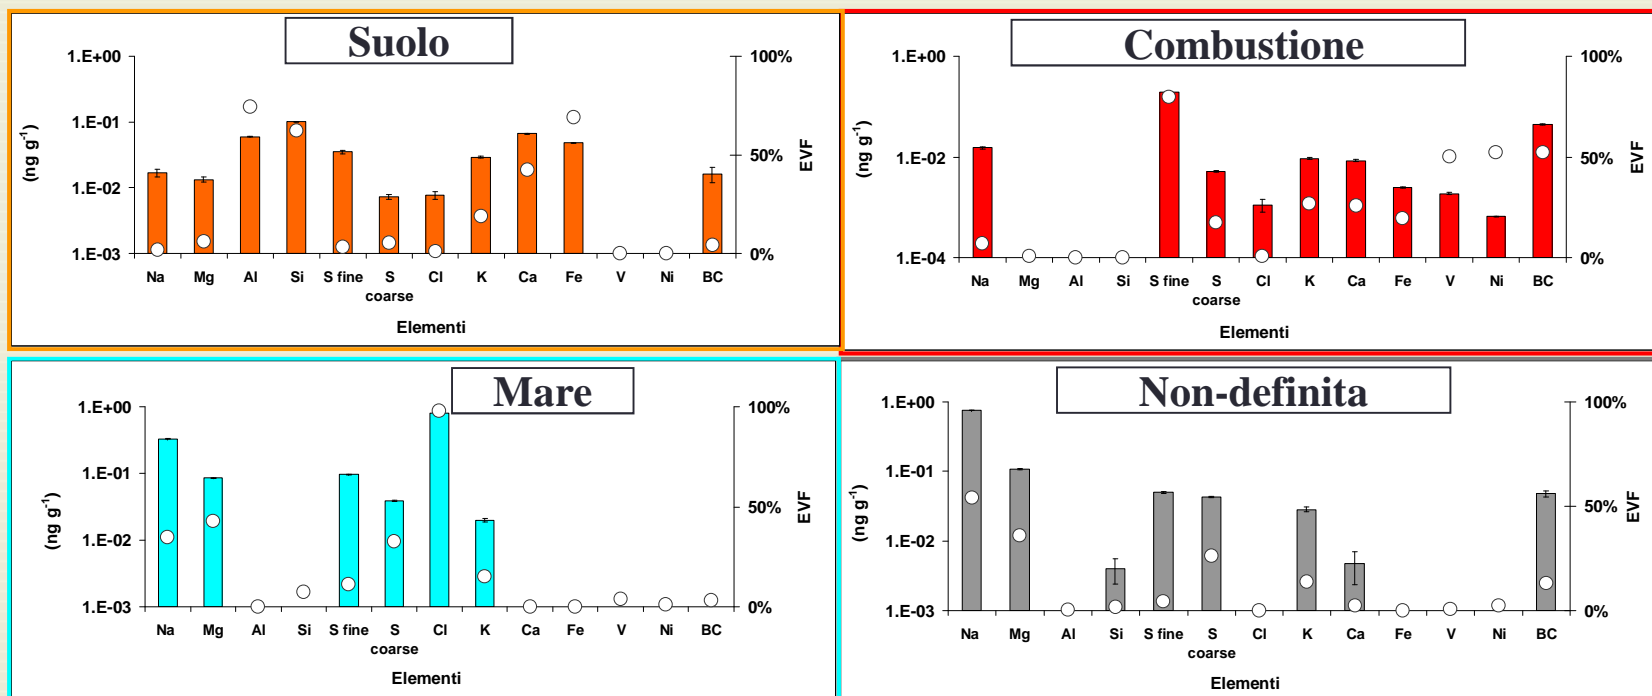 Suolo
1.E+00
1.E-01
1.E-02
1.E-03
(ng g-1)
100%
50%
0%
EVF
Na Mg Al Si S fine S Cl K Ca Fe V Ni BC
coarse
Elementi
Combustione
1.E+00
1.E-02
1.E-04
(ng g-1)
100%
50%
0%
EVF
Na Mg Al Si S fine S Cl K Ca Fe V Ni BC
coarse
Elementi
Mare
1.E+00
1.E-01
1.E-02
1.E-03
(ng g-1)
100%
50%
0%
EVF
Na Mg Al Si S fine S Cl K Ca Fe V Ni BC
coarse
Elementi
Non-definita
1.E+00
1.E-01
1.E-02
1.E-03
(ng g-1)
100%
50%
0%
EVF
Na Mg Al Si S fine S Cl K Ca Fe V Ni BC
coarse
Elementi